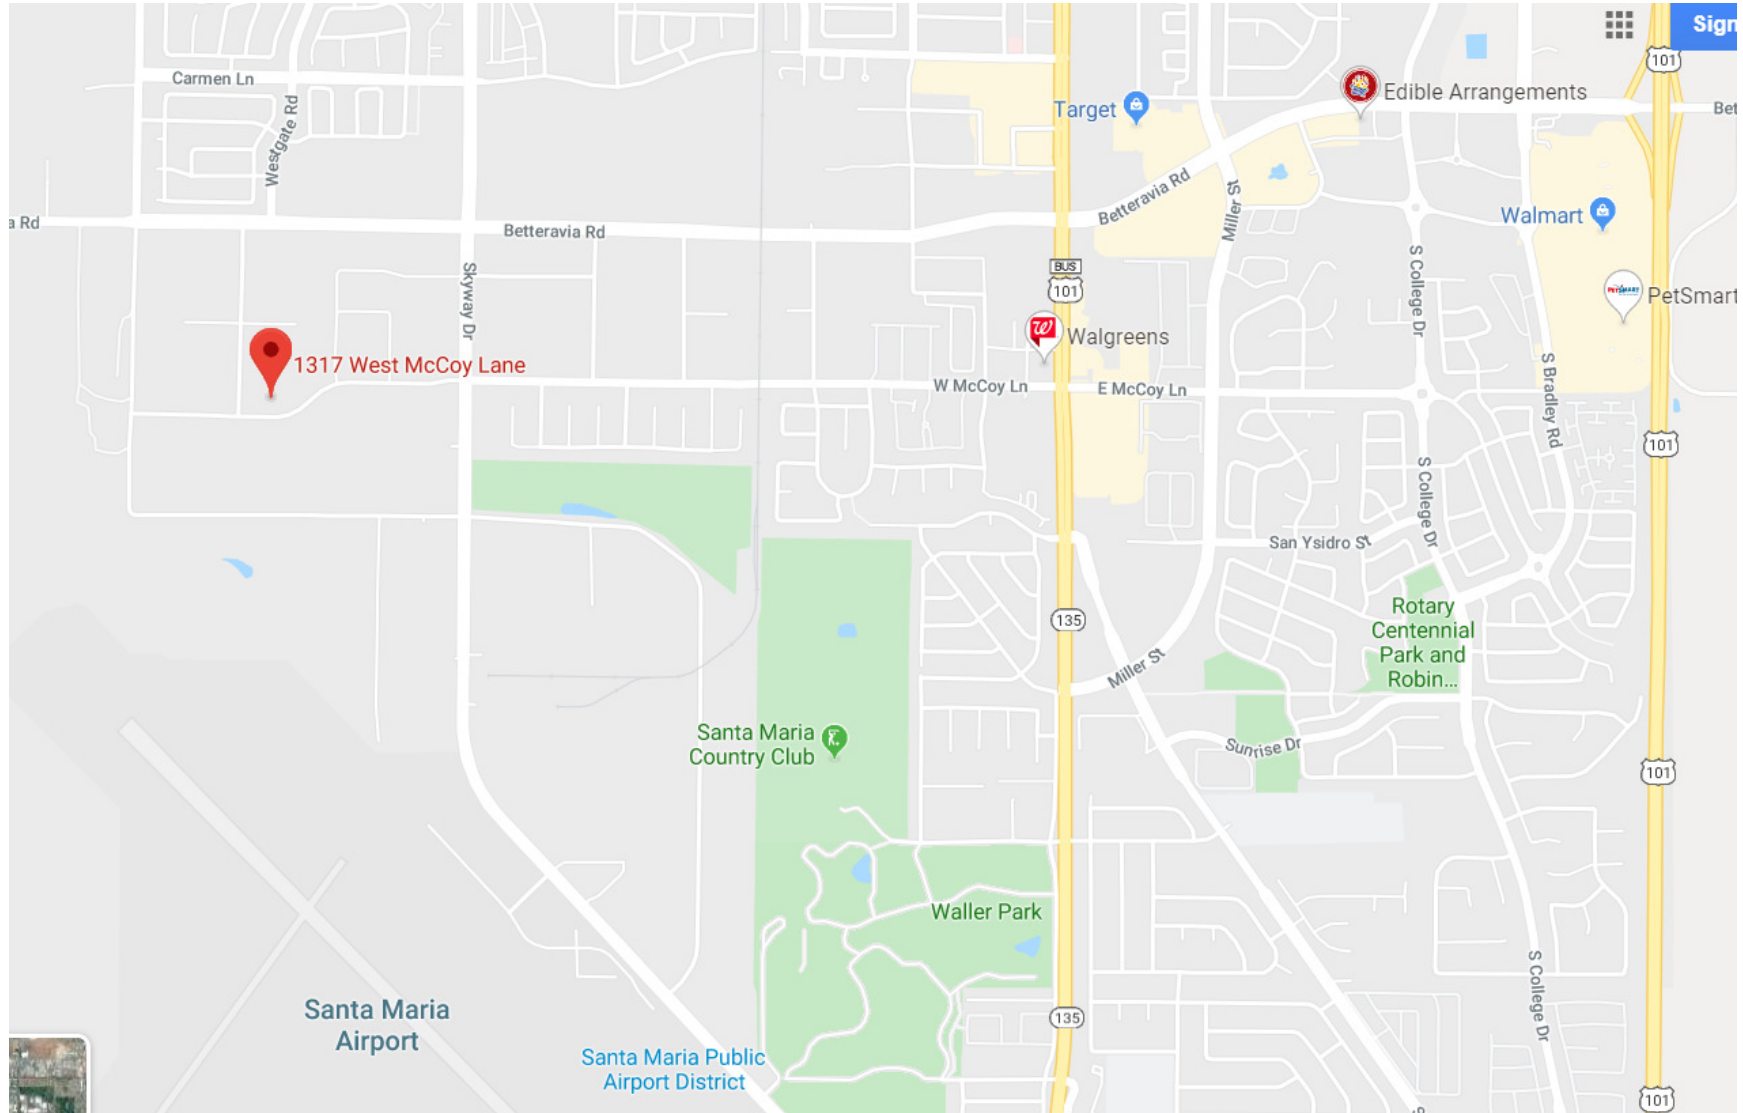 Sign
101
Carmen Ln
Edible Arrangements
Target
Bet
Westgate Rd
Betteravia Rd
Miller St
Walmart
a Rd
Betteravia Rd
Skyway Dr
S College Dr
BUS
101
PetSmart
PETSMART
W
Walgreens
1317 West McCoy Lane
W McCoy Ln
E McCoy Ln
S Bradley Rd
101
S College Dr
San Ysidro St
Rotary
Centennial
Park and
Robin...
135
Miller St
Santa Maria
Country Club
Sunrise Dr
101
Waller Park
Santa Maria
Airport
S College Dr
135
Santa Maria Public
Airport District
101